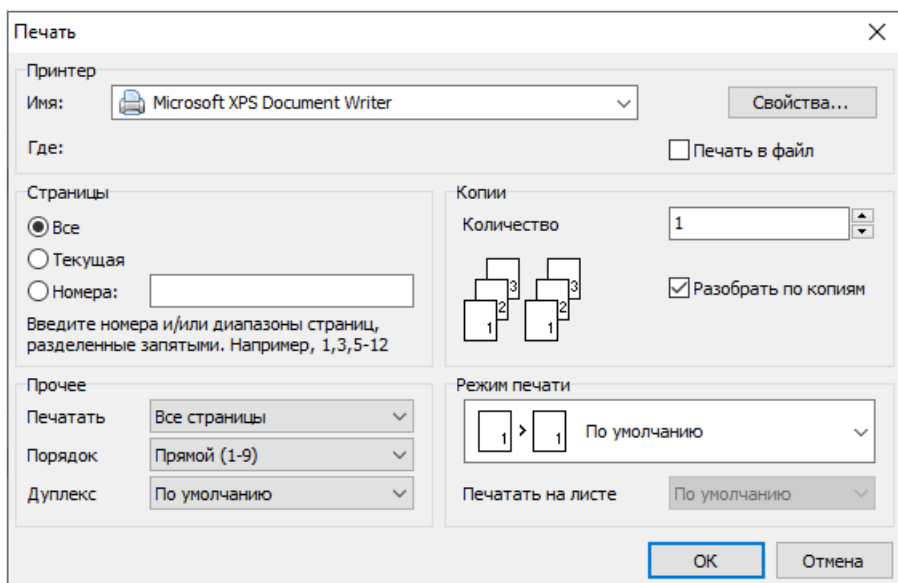 Печать
Принтер
Имя: Microsoft XPS Document Writer Свойства...
Где: Печать в файл
Страницы
Все
Текущая
Номера:
Введите номера и/или диапазоны страниц,
разделенные запятыми. Например, 1,3,5-12
Копии
Количество 1
3 3
2 2
1 1
Разобрать по копиям
Прочее
Печатать Все страницы
Порядок Прямой (1-9)
Дуплекс По умолчанию
Режим печати
1 > 1 По умолчанию
Печатать на листе По умолчанию
ОК Отмена